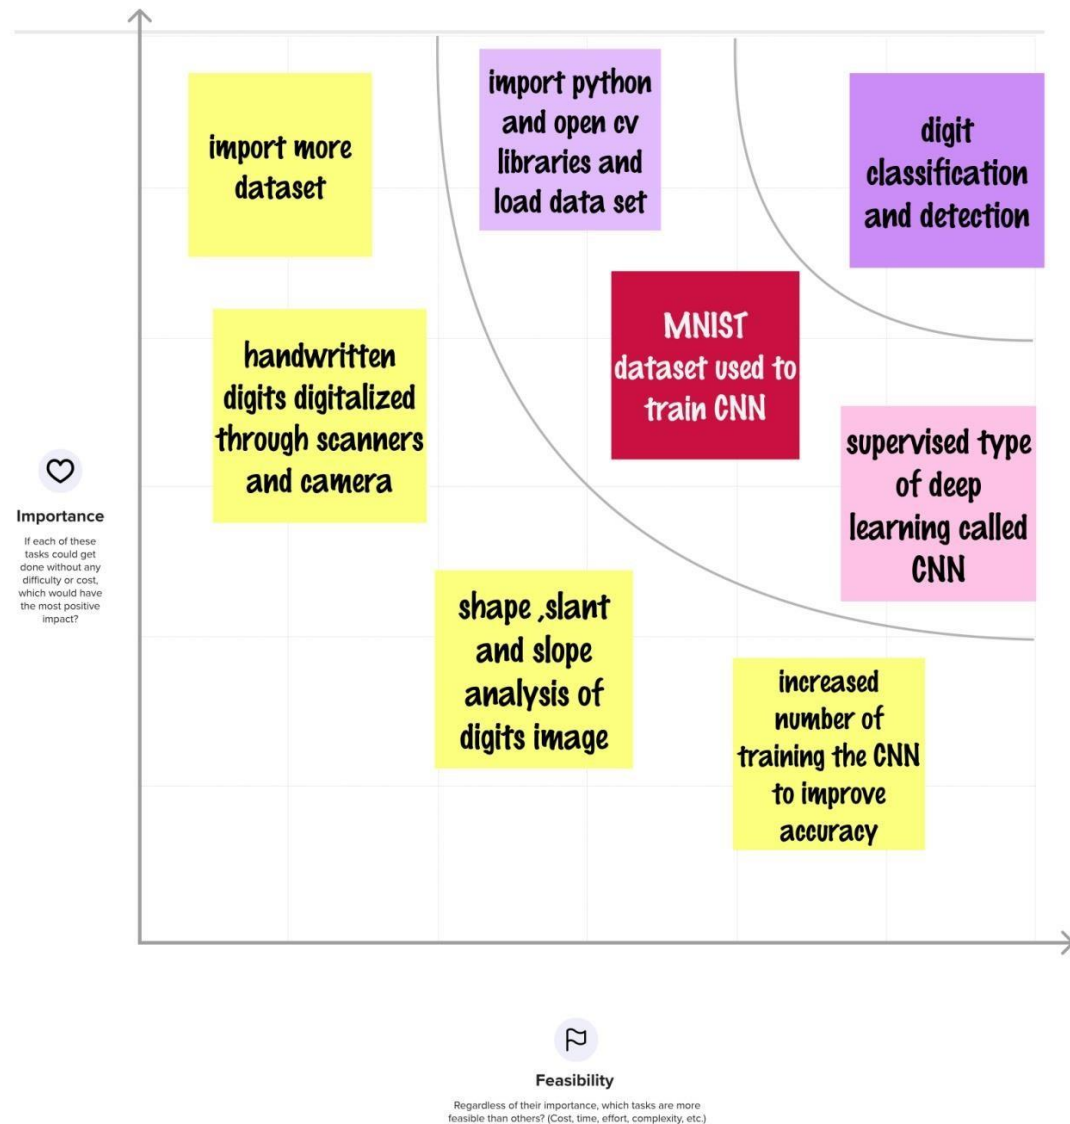 import more
dataset
import python
and open cv
libraries and
load data set
digit
classification
and detection
handwritten
digits digitalized
through scanners
and camera
MNIST
dataset used to
train CNN
supervised type
of deep
learning called
CNN
Importance
If each of these
tasks could get
done without any
difficulty or cost,
which would have
the most positive
impact?
shape ,slant
and slope
analysis of
digits image
increased
number of
training the CNN
to improve
accuracy
Feasibility
Regardless of their importance, which tasks are more
feasible than others? (Cost, time, effort, complexity, etc.)